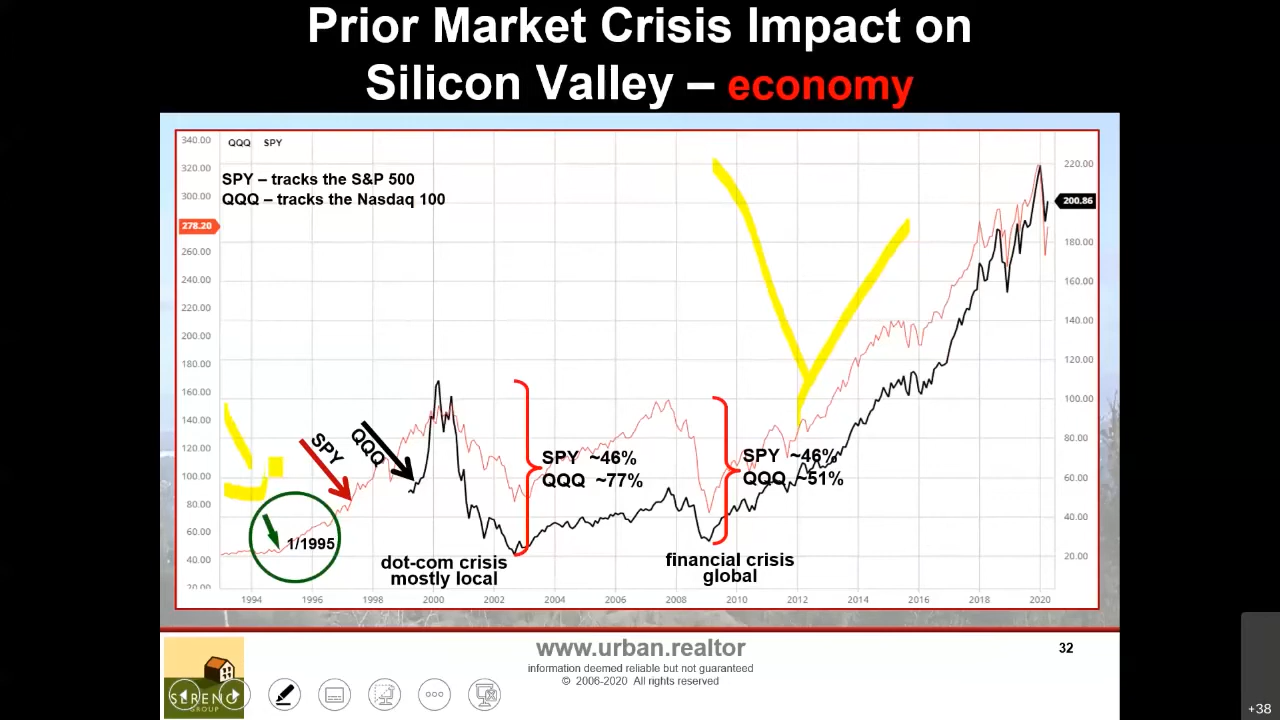 Prior Market Crisis Impact on
Silicon Valley – economy
QQQ SPY
SPY – tracks the S&P 500
QQQ – tracks the Nasdaq 100
340.00
320.00
300.00
278.20
260.00
240.00
220.00
200.00
180.00
160.00
140.00
120.00
100.00
80.00
60.00
40.00
20.00
220.00
200.86
180.00
160.00
140.00
120.00
100.00
80.00
60.00
40.00
20.00
SPY
QQQ
1/1995
SPY ~46%
QQQ ~77%
SPY ~46%
QQQ ~51%
dot-com crisis
mostly local
financial crisis
global
1994 1996 1998 2000 2002 2004 2006 2008 2010 2012 2014 2016 2018 2020
www.urban.realtor
information deemed reliable but not guaranteed
© 2006-2020 All rights reserved
32
SERENO
GROUP
+38